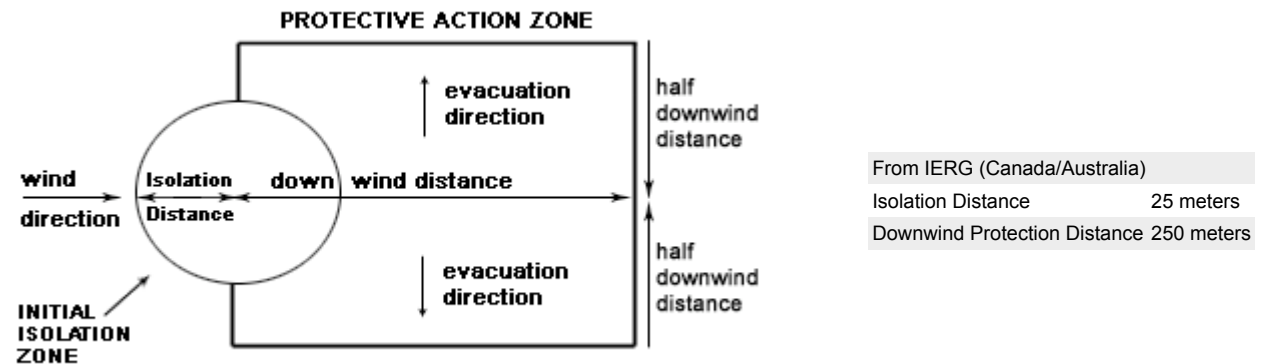 PROTECTIVE ACTION ZONE
evacuation
direction
half
downwind
distance
wind
direction
Isolation
Distance
down wind distance
evacuation
direction
half
downwind
distance
INITIAL
ISOLATION
ZONE
From IERG (Canada/Australia)
Isolation Distance 25 meters
Downwind Protection Distance 250 meters